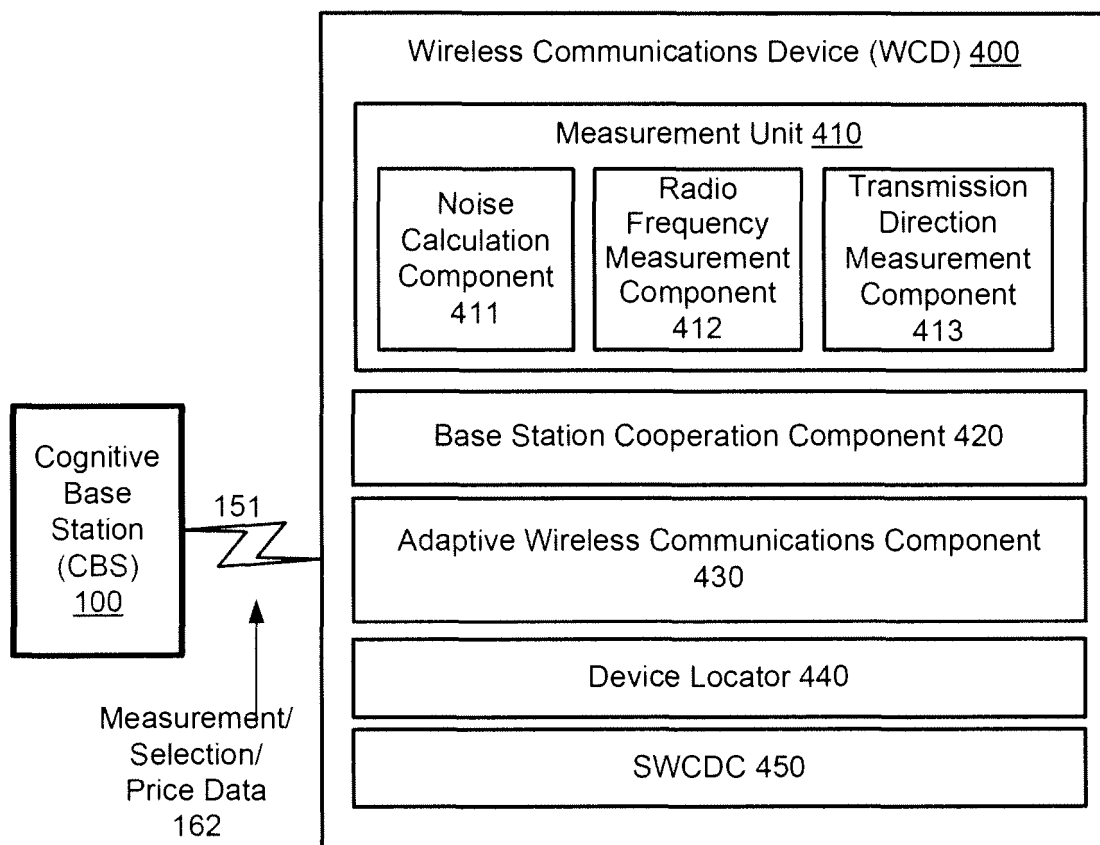 Wireless Communications Device (WCD) 400
Measurement Unit 410
Noise
Calculation
Component
411
Radio
Frequency
Measurement
Component
412
Transmission
Direction
Measurement
Component
413
Base Station Cooperation Component 420
Adaptive Wireless Communications Component
430
Device Locator 440
SWCDC 450
Cognitive
Base
Station
(CBS)
100
151
Measurement/
Selection/
Price Data
162